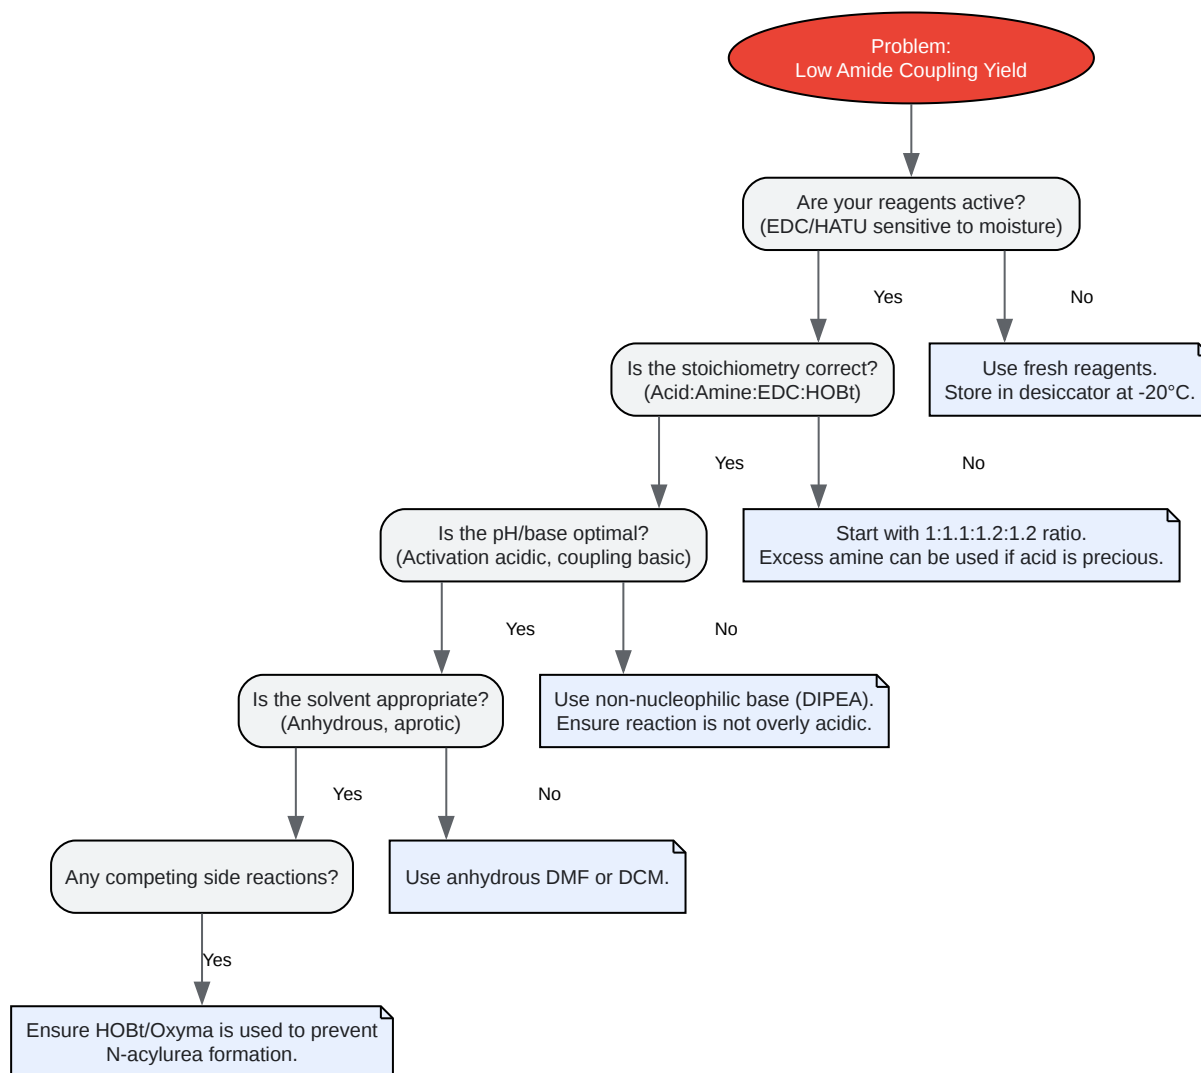 Problem:
Low Amide Coupling Yield
Are your reagents active?
(EDC/HATU sensitive to moisture)
Yes
No
Is the stoichiometry correct?
(Acid:Amine:EDC:HOBt)
Use fresh reagents.
Store in desiccator at -20°C.
Yes
No
Is the pH/base optimal?
(Activation acidic, coupling basic)
Start with 1:1.1:1.2:1.2 ratio.
Excess amine can be used if acid is precious.
Yes
No
Is the solvent appropriate?
(Anhydrous, aprotic)
Use non-nucleophilic base (DIPEA).
Ensure reaction is not overly acidic.
Yes
No
Any competing side reactions?
Use anhydrous DMF or DCM.
Yes
Ensure HOBt/Oxyma is used to prevent
N-acylurea formation.